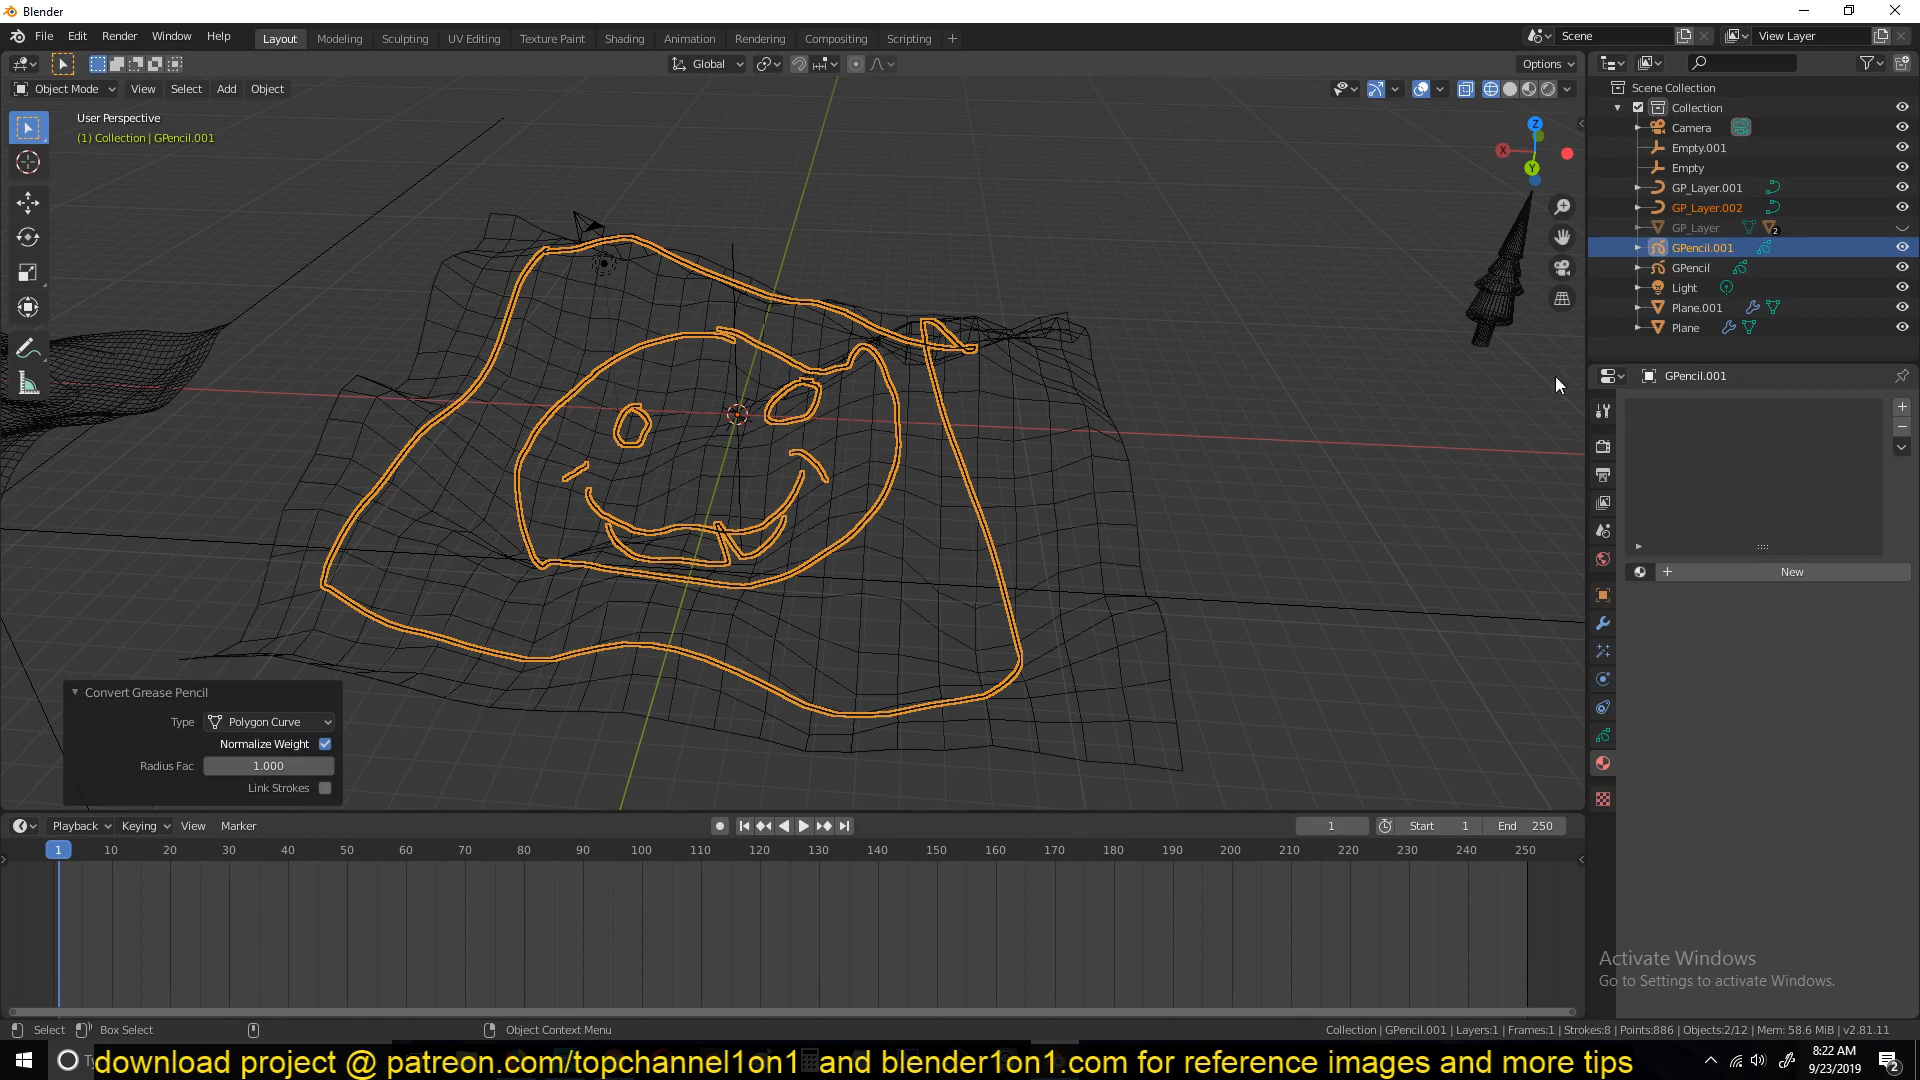 Blender
File Edit Render Window Help
Layout Modeling Sculpting UV Editing Texture Paint Shading Animation Rendering Compositing Scripting +
Scene
View Layer
Global
Options
Object Mode View Select Add Object
User Perspective
(1) Collection | GPencil.001
Z
X
Y
Scene Collection
Collection
Camera
Empty.001
Empty
GP_Layer.001
GP_Layer.002
GP_Layer 2
GPencil.001
GPencil
Light
Plane.001
Plane
GPencil.001
New
Convert Grease Pencil
Type Polygon Curve
Normalize Weight
Radius Fac 1.000
Link Strokes
Playback Keying View Marker
1 Start 1 End 250
1 10 20 30 40 50 60 70 80 90 100 110 120 130 140 150 160 170 180 190 200 210 220 230 240 250
Activate Windows
Go to Settings to activate Windows.
Select Box Select Object Context Menu
Collection | GPencil.001 | Layers:1 | Frames:1 | Strokes:8 | Points:886 | Objects:2/12 | Mem: 58.6 MiB | v2.81.11
download project @ patreon.com/topchannel1on1 and blender1on1.com for reference images and more tips
8:22 AM
9/23/2019
2